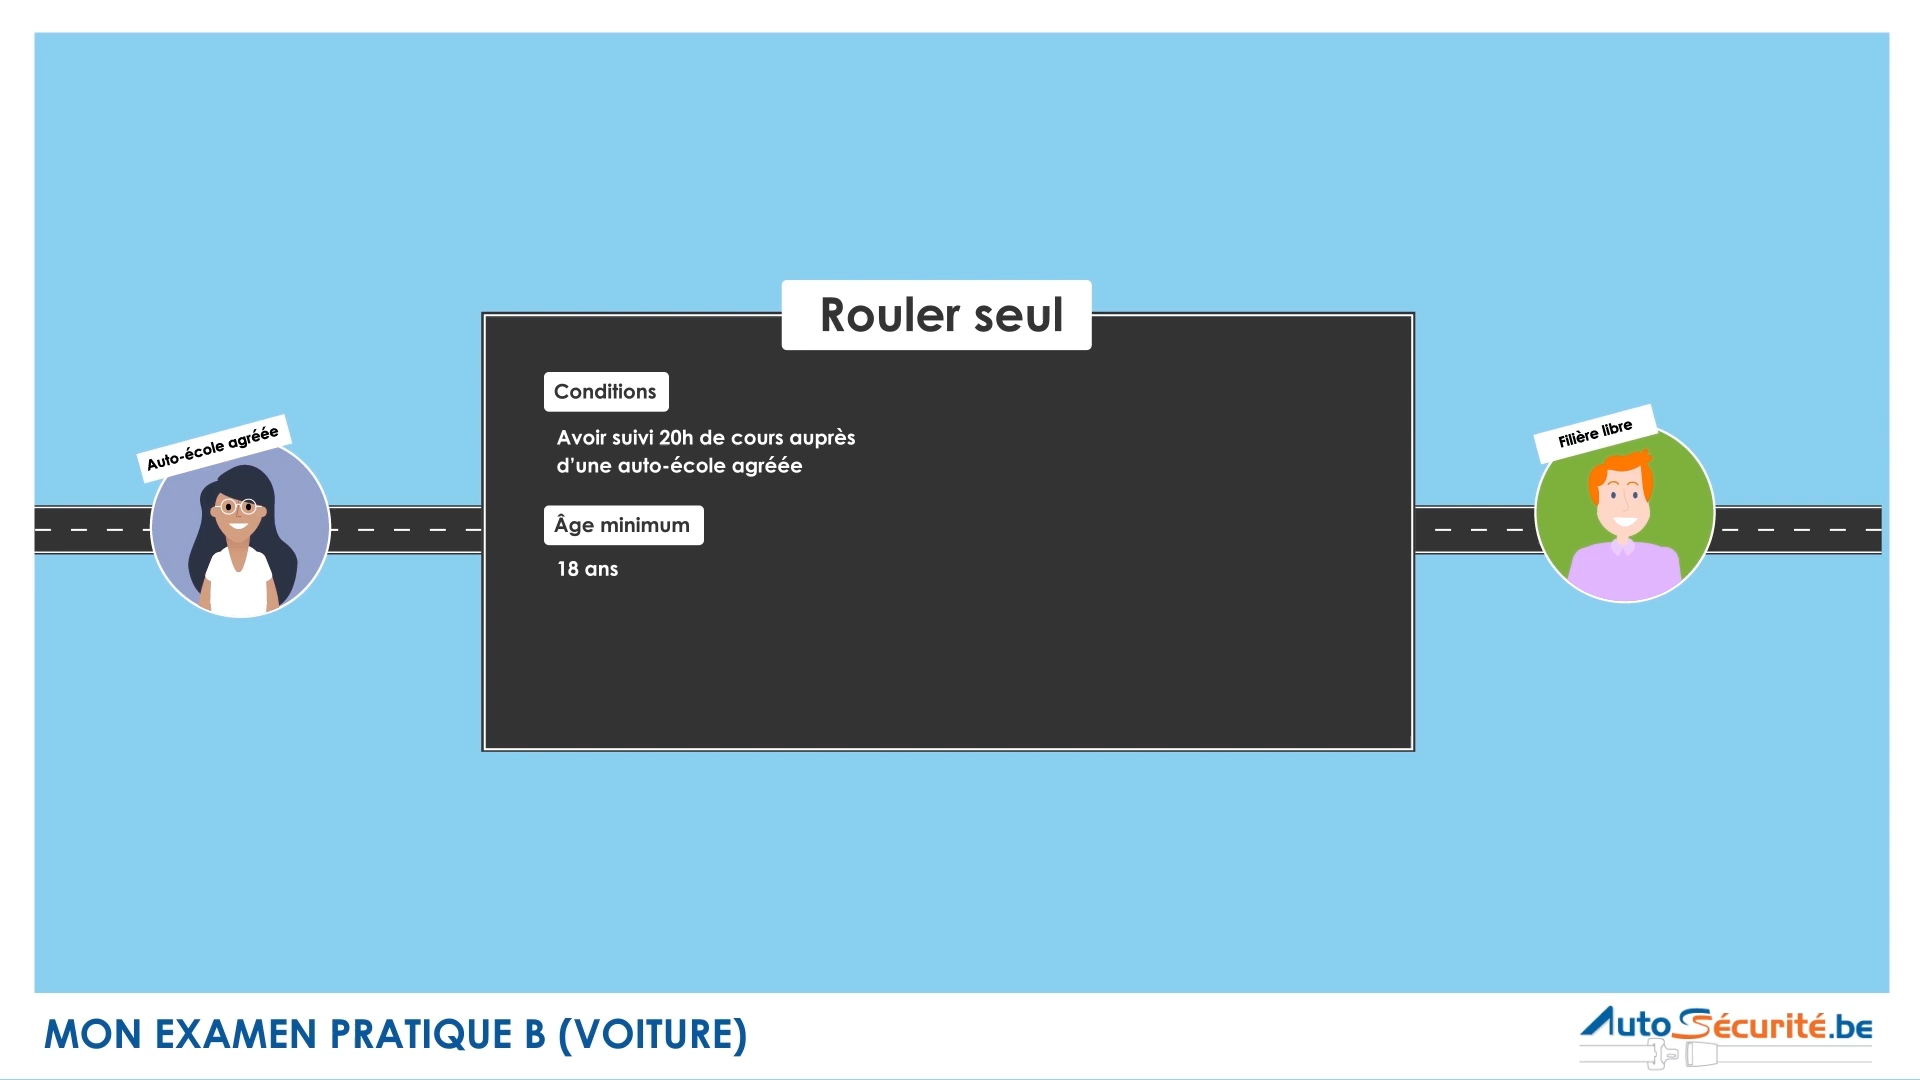 Rouler seul
Conditions
Avoir suivi 20h de cours auprès
d'une auto-école agréée
Âge minimum
18 ans
Auto-école agréée
Filière libre
MON EXAMEN PRATIQUE B (VOITURE)
AutoSécurité.be